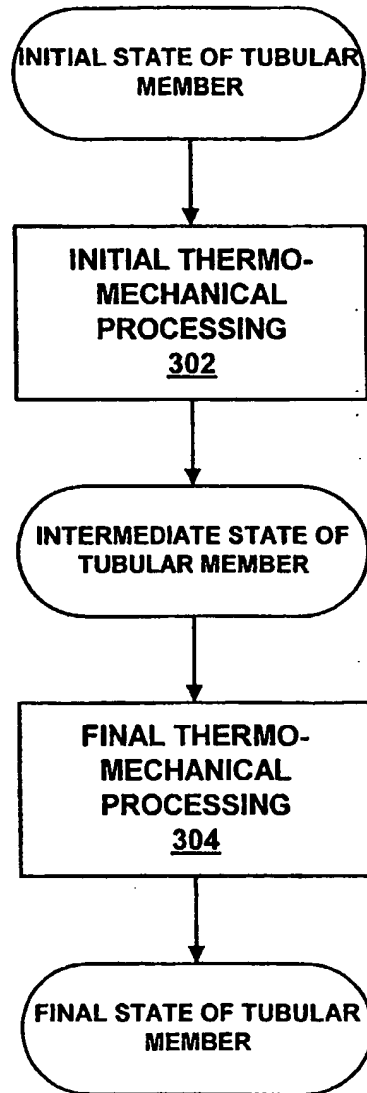 INITIAL STATE OF TUBULAR
MEMBER
INITIAL THERMO-
MECHANICAL
PROCESSING
302
INTERMEDIATE STATE OF
TUBULAR MEMBER
FINAL THERMO-
MECHANICAL
PROCESSING
304
FINAL STATE OF TUBULAR
MEMBER